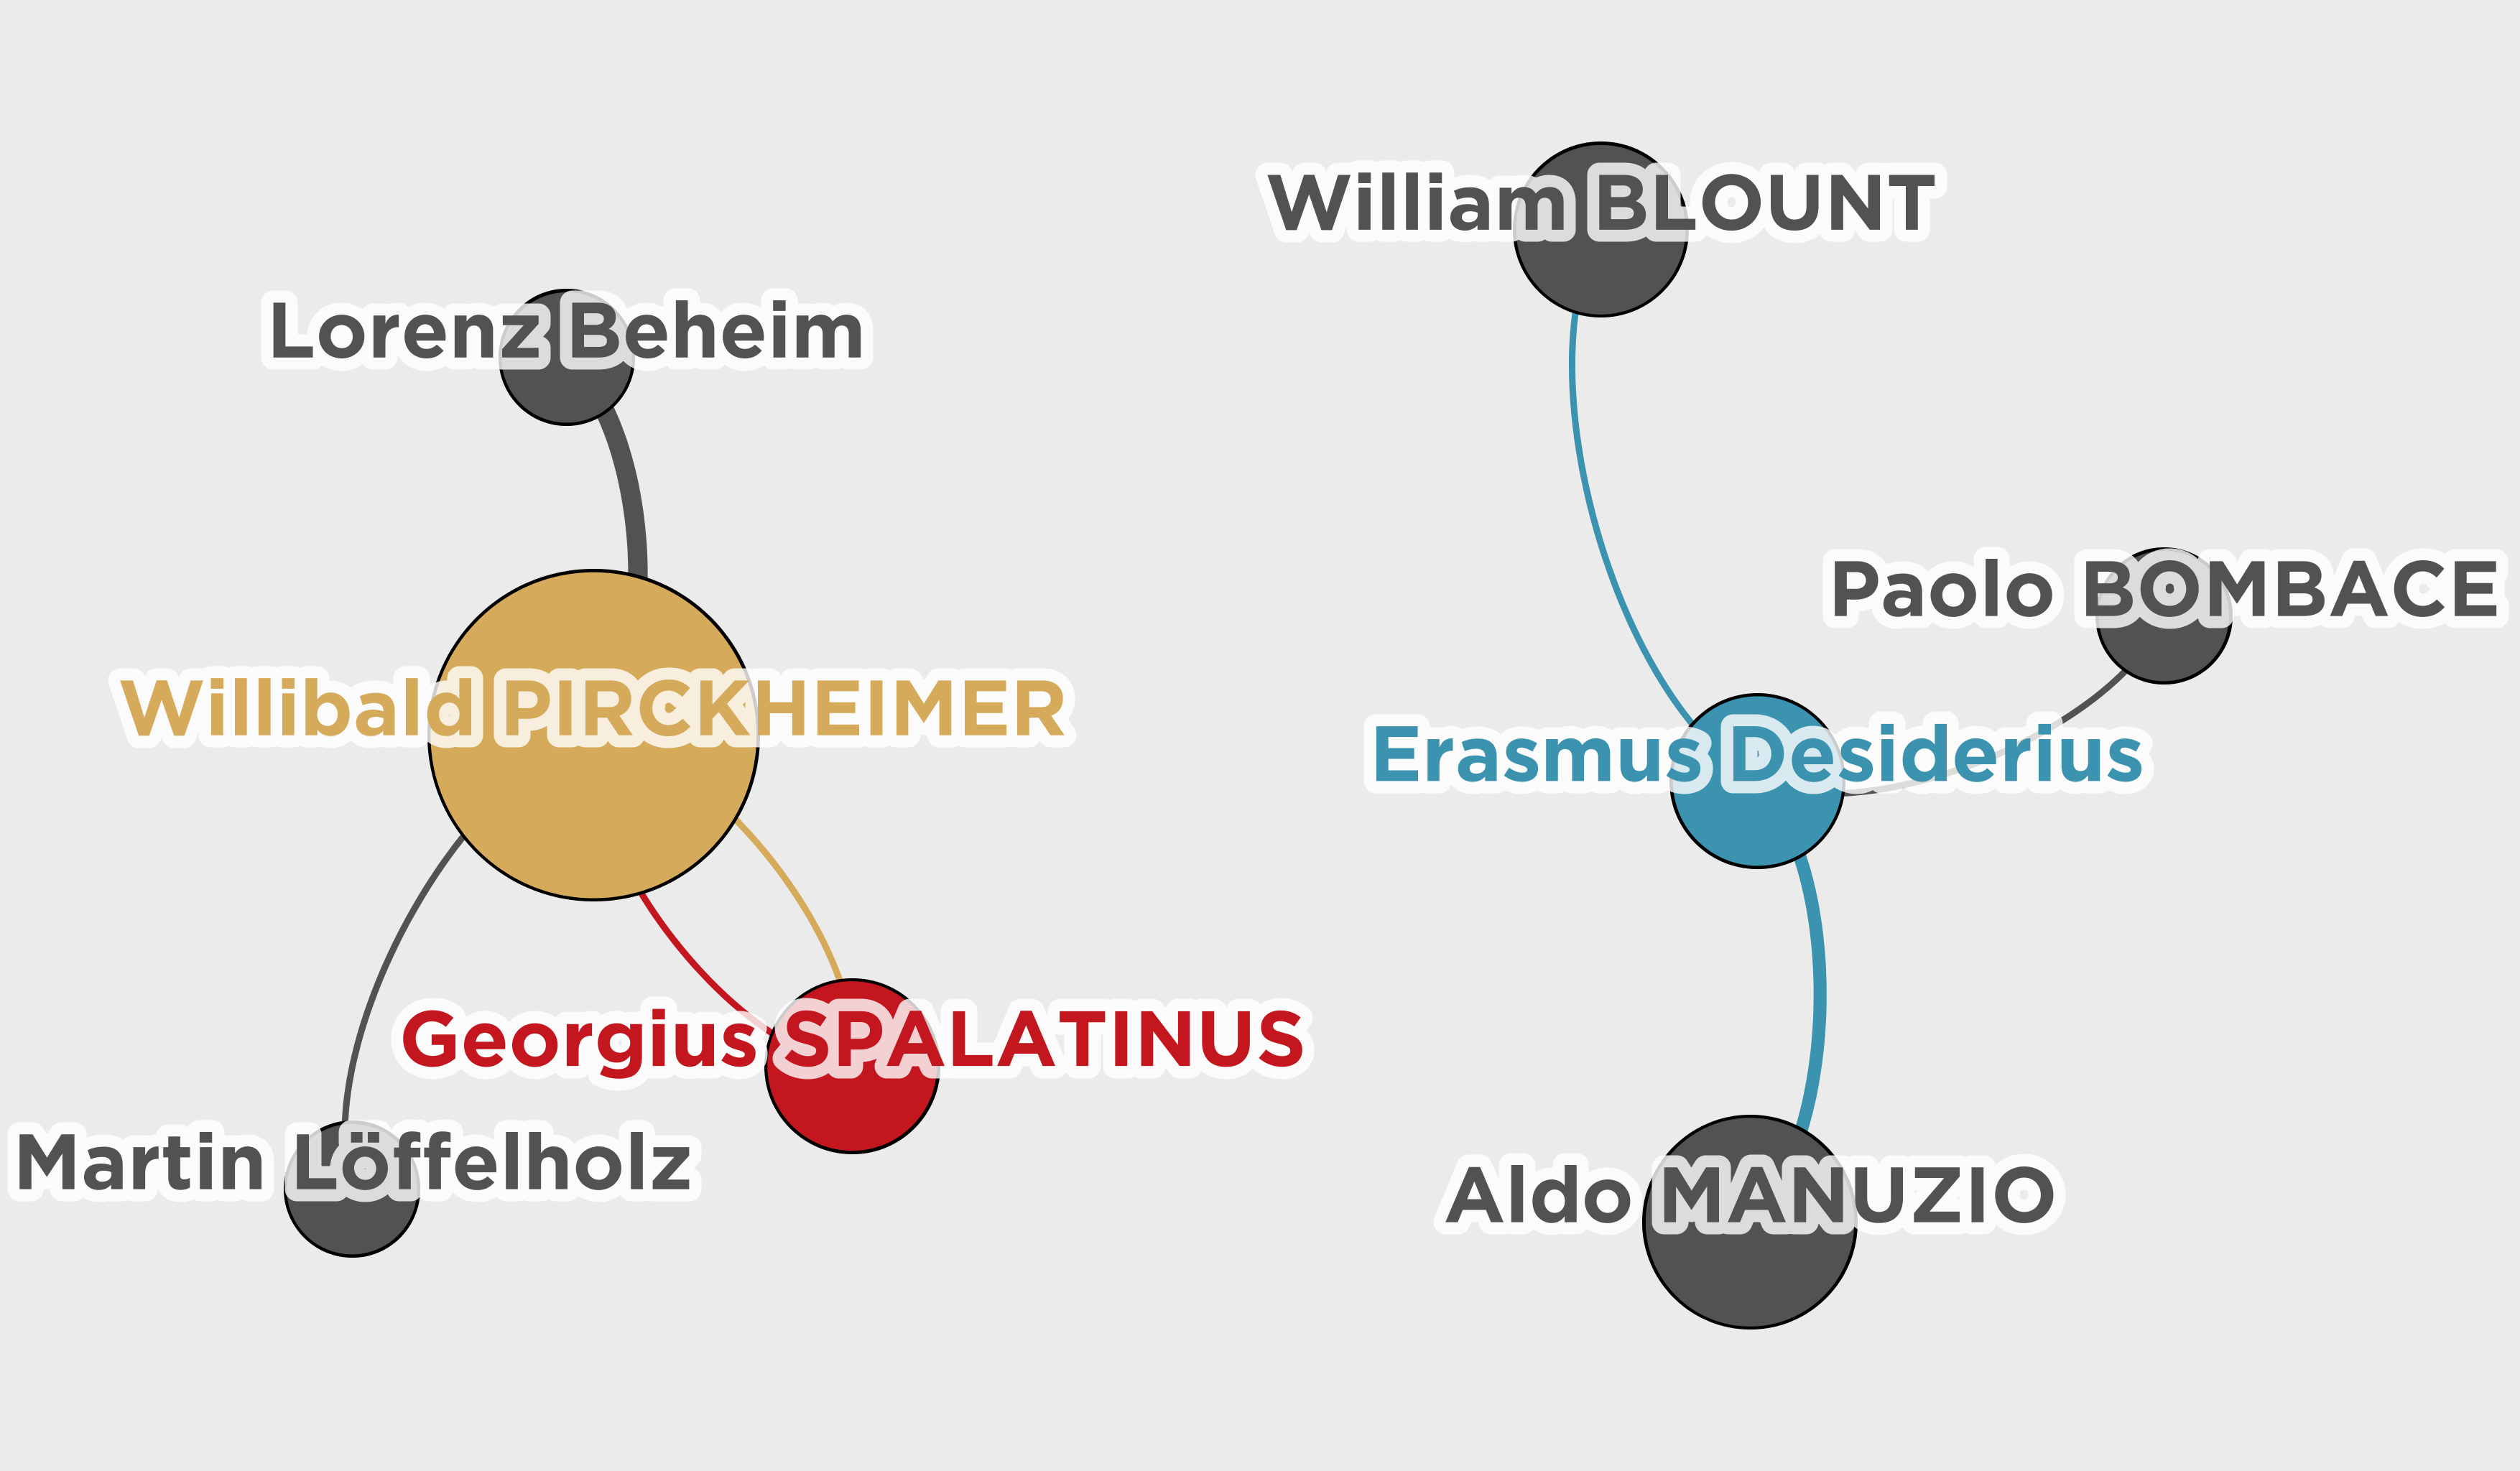 William BLOUNT
Lorenz Beheim
Paolo BOMBACE
Willibald PIRCKHEIMER
Erasmus Desiderius
Georgius SPALATINUS
Martin Löffelholz
Aldo MANUZIO